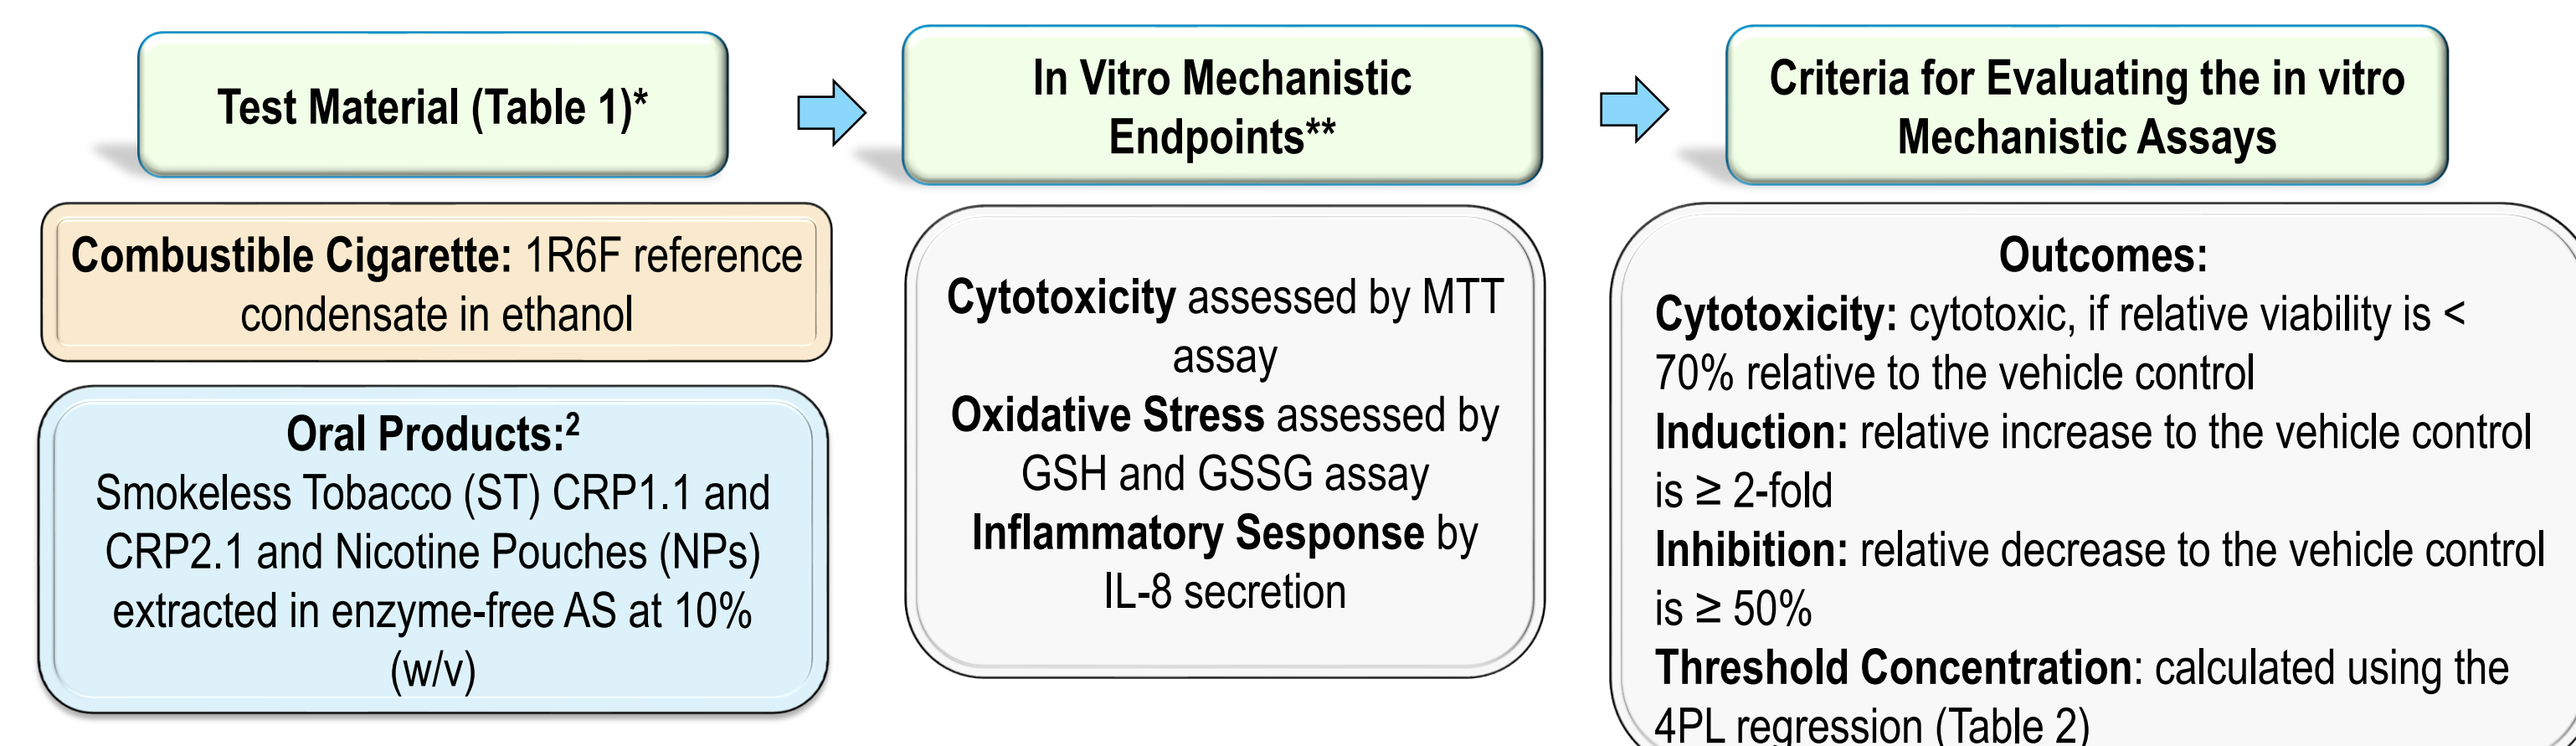 Test Material (Table 1)*
Combustible Cigarette: 1R6F reference
condensate in ethanol
Oral Products:2
Smokeless Tobacco (ST) CRP1.1 and
CRP2.1 and Nicotine Pouches (NPs)
extracted in enzyme-free AS at 10%
(w/v)
In Vitro Mechanistic
Endpoints**
Cytotoxicity assessed by MTT
assay
Oxidative Stress assessed by
GSH and GSSG assay
Inflammatory Sesponse by
IL-8 secretion
Criteria for Evaluating the in vitro
Mechanistic Assays
Outcomes:
Cytotoxicity: cytotoxic, if relative viability is <
70% relative to the vehicle control
Induction: relative increase to the vehicle control
is ≥ 2-fold
Inhibition: relative decrease to the vehicle control
is ≥ 50%
Threshold Concentration: calculated using the
4PL regression (Table 2)